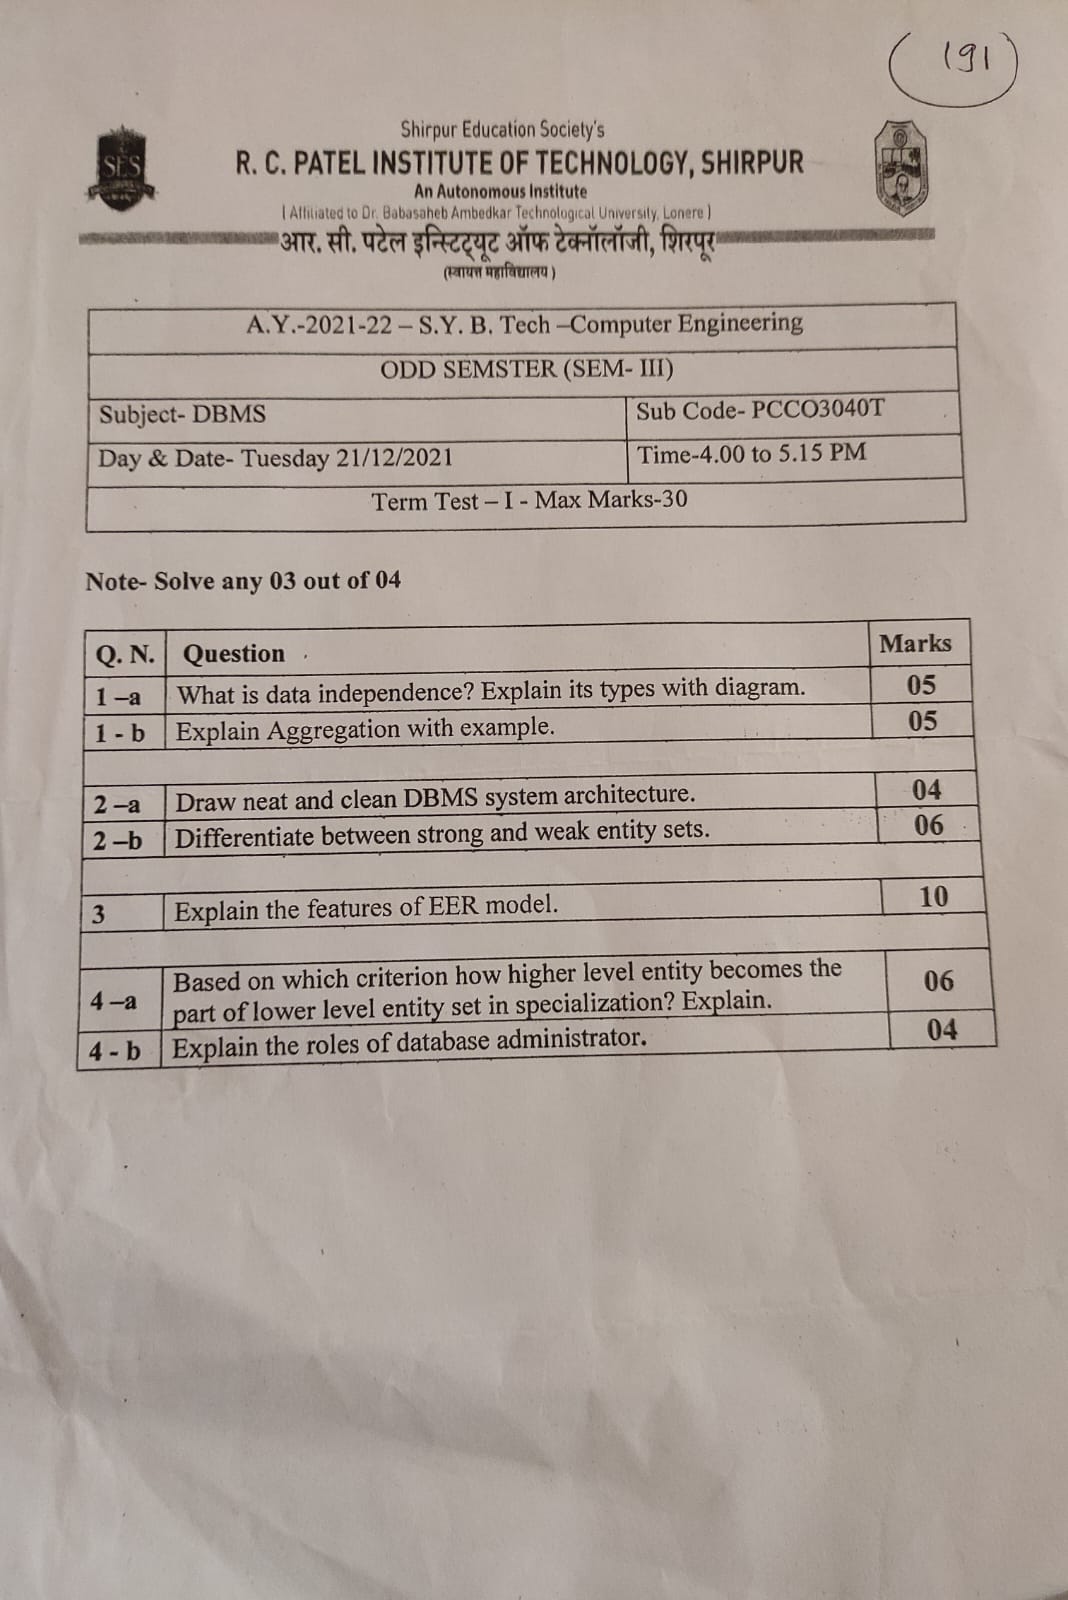 191
Shirpur Education Society's
SES
R. C. PATEL INSTITUTE OF TECHNOLOGY, SHIRPUR
An Autonomous Institute
( Affiliated to Dr. Babasaheb Ambedkar Technological University, Lonere )
आर. सी. पटेल इन्स्टिट्यूट ऑफ टेक्नॉलॉजी, शिरपूर
(स्वायत्त महाविद्यालय )
A.Y.-2021-22 – S.Y. B. Tech –Computer Engineering
ODD SEMSTER (SEM- III)
Subject- DBMS Sub Code- PCCO3040T
Day & Date- Tuesday 21/12/2021 Time-4.00 to 5.15 PM
Term Test – I - Max Marks-30
Note- Solve any 03 out of 04
Q. N. Question Marks
1 –a What is data independence? Explain its types with diagram. 05
1 - b Explain Aggregation with example. 05
2 –a Draw neat and clean DBMS system architecture. 04
2 –b Differentiate between strong and weak entity sets. 06
3 Explain the features of EER model. 10
4 –a Based on which criterion how higher level entity becomes the 06
part of lower level entity set in specialization? Explain.
4 - b Explain the roles of database administrator. 04